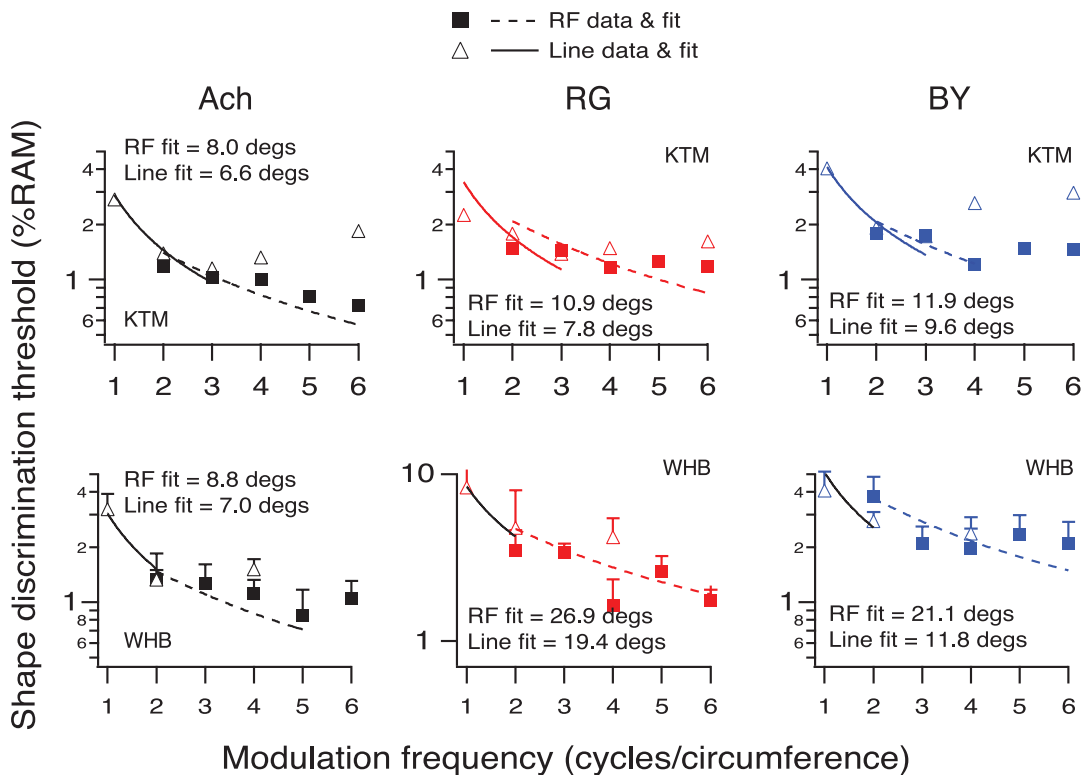 RF data & fit
Line data & fit
Ach
RG
BY
Shape discrimination threshold (%RAM)
RF fit = 8.0 degs
Line fit = 6.6 degs
KTM
4
2
1
8
6
1 2 3 4 5 6
KTM
RF fit = 10.9 degs
Line fit = 7.8 degs
4
2
1
8
6
1 2 3 4 5 6
KTM
RF fit = 11.9 degs
Line fit = 9.6 degs
4
2
1
8
6
1 2 3 4 5 6
RF fit = 8.8 degs
Line fit = 7.0 degs
WHB
4
2
1
8
6
1 2 3 4 5 6
WHB
RF fit = 26.9 degs
Line fit = 19.4 degs
10
1
1 2 3 4 5 6
WHB
RF fit = 21.1 degs
Line fit = 11.8 degs
4
2
1
8
6
1 2 3 4 5 6
Modulation frequency (cycles/circumference)